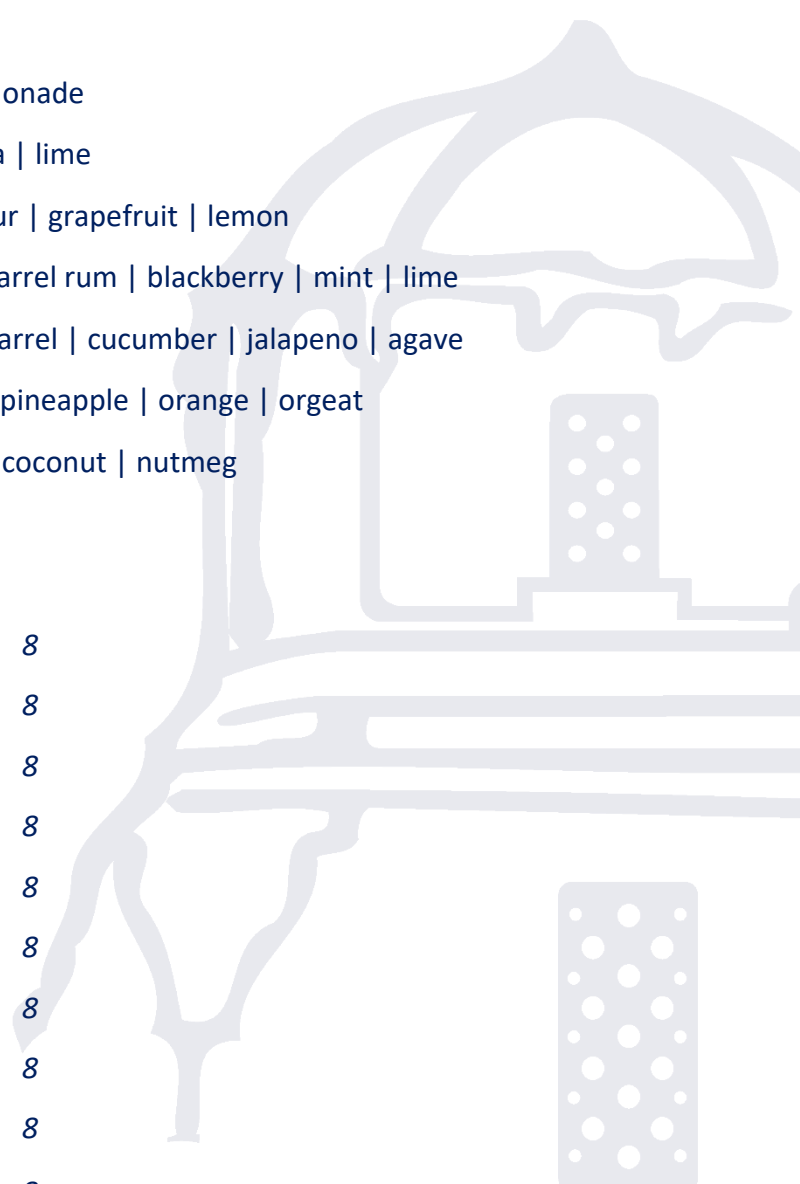 onade
a | lime
ur | grapefruit | lemon
arrel rum | blackberry | mint | lime
arrel | cucumber | jalapeno | agave
pineapple | orange | orgeat
coconut | nutmeg
8
8
8
8
8
8
8
8
8